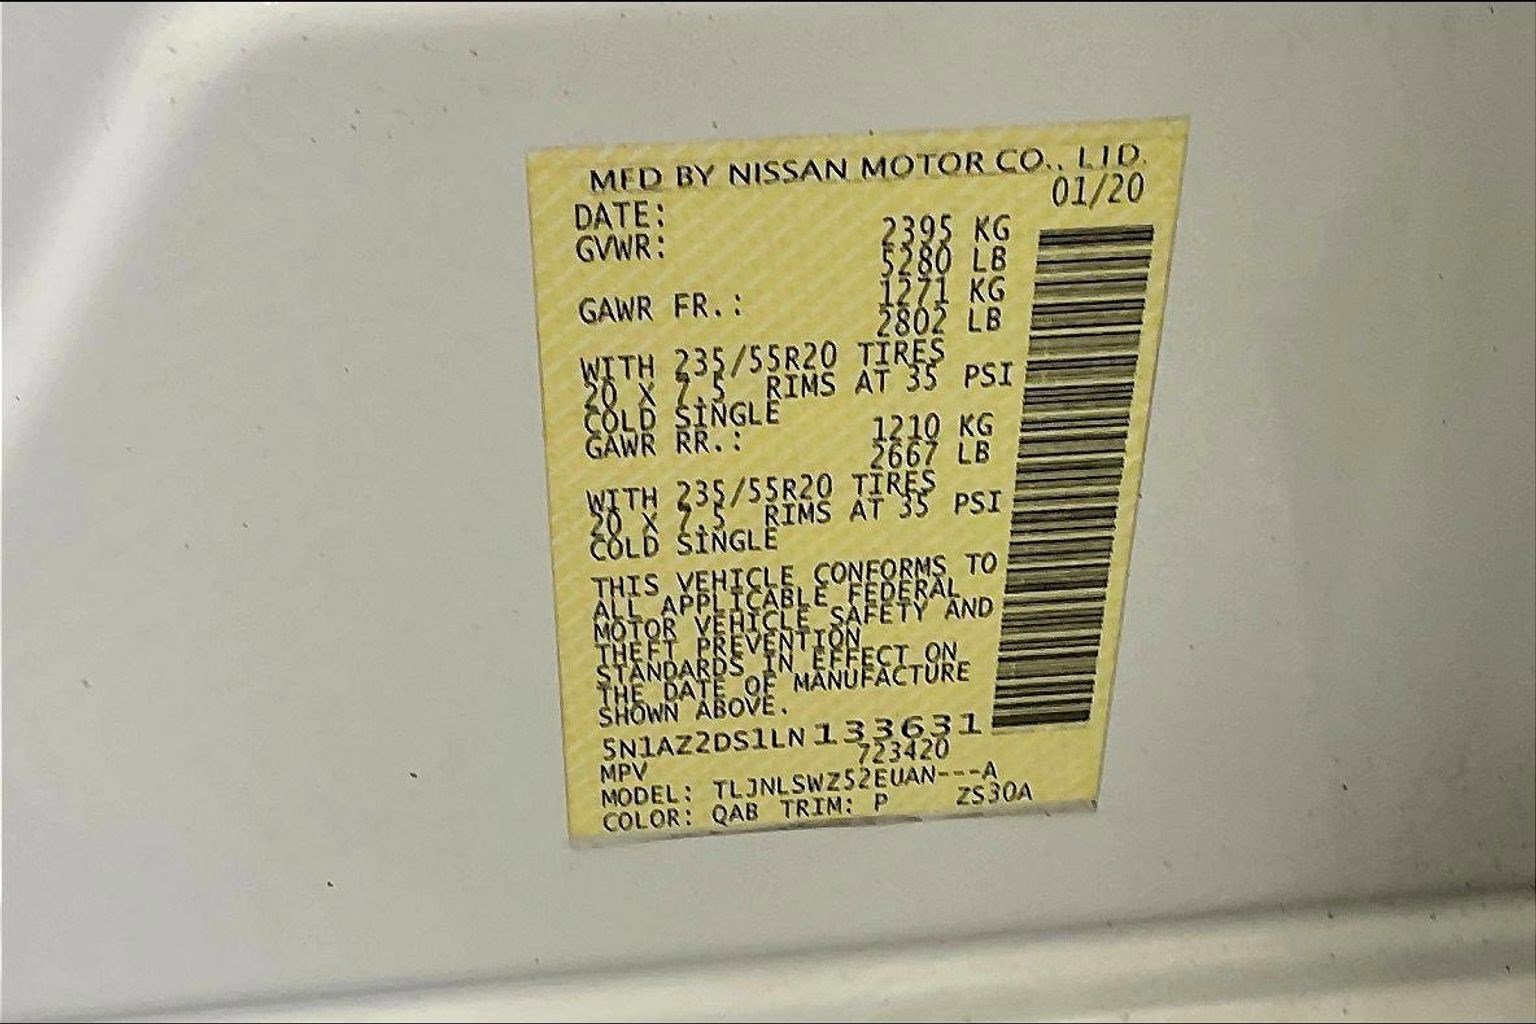 MFD BY NISSAN MOTOR CO., LTD.
DATE: 01/20
GVWR: 2395 KG
5280 LB
GAWR FR.: 1271 KG
2802 LB
WITH 235/55R20 TIRES
20 X 7.5 RIMS AT 35 PSI
COLD SINGLE
GAWR RR.: 1210 KG
2667 LB
WITH 235/55R20 TIRES
20 X 7.5 RIMS AT 35 PSI
COLD SINGLE
THIS VEHICLE CONFORMS TO
ALL APPLICABLE FEDERAL
MOTOR VEHICLE SAFETY AND
THEFT PREVENTION
STANDARDS IN EFFECT ON
THE DATE OF MANUFACTURE
SHOWN ABOVE.
5N1AZ2DS1LN133631
MPV 723420
MODEL: TLJNLSWZ52EUAN---A
COLOR: QAB TRIM: P ZS30A